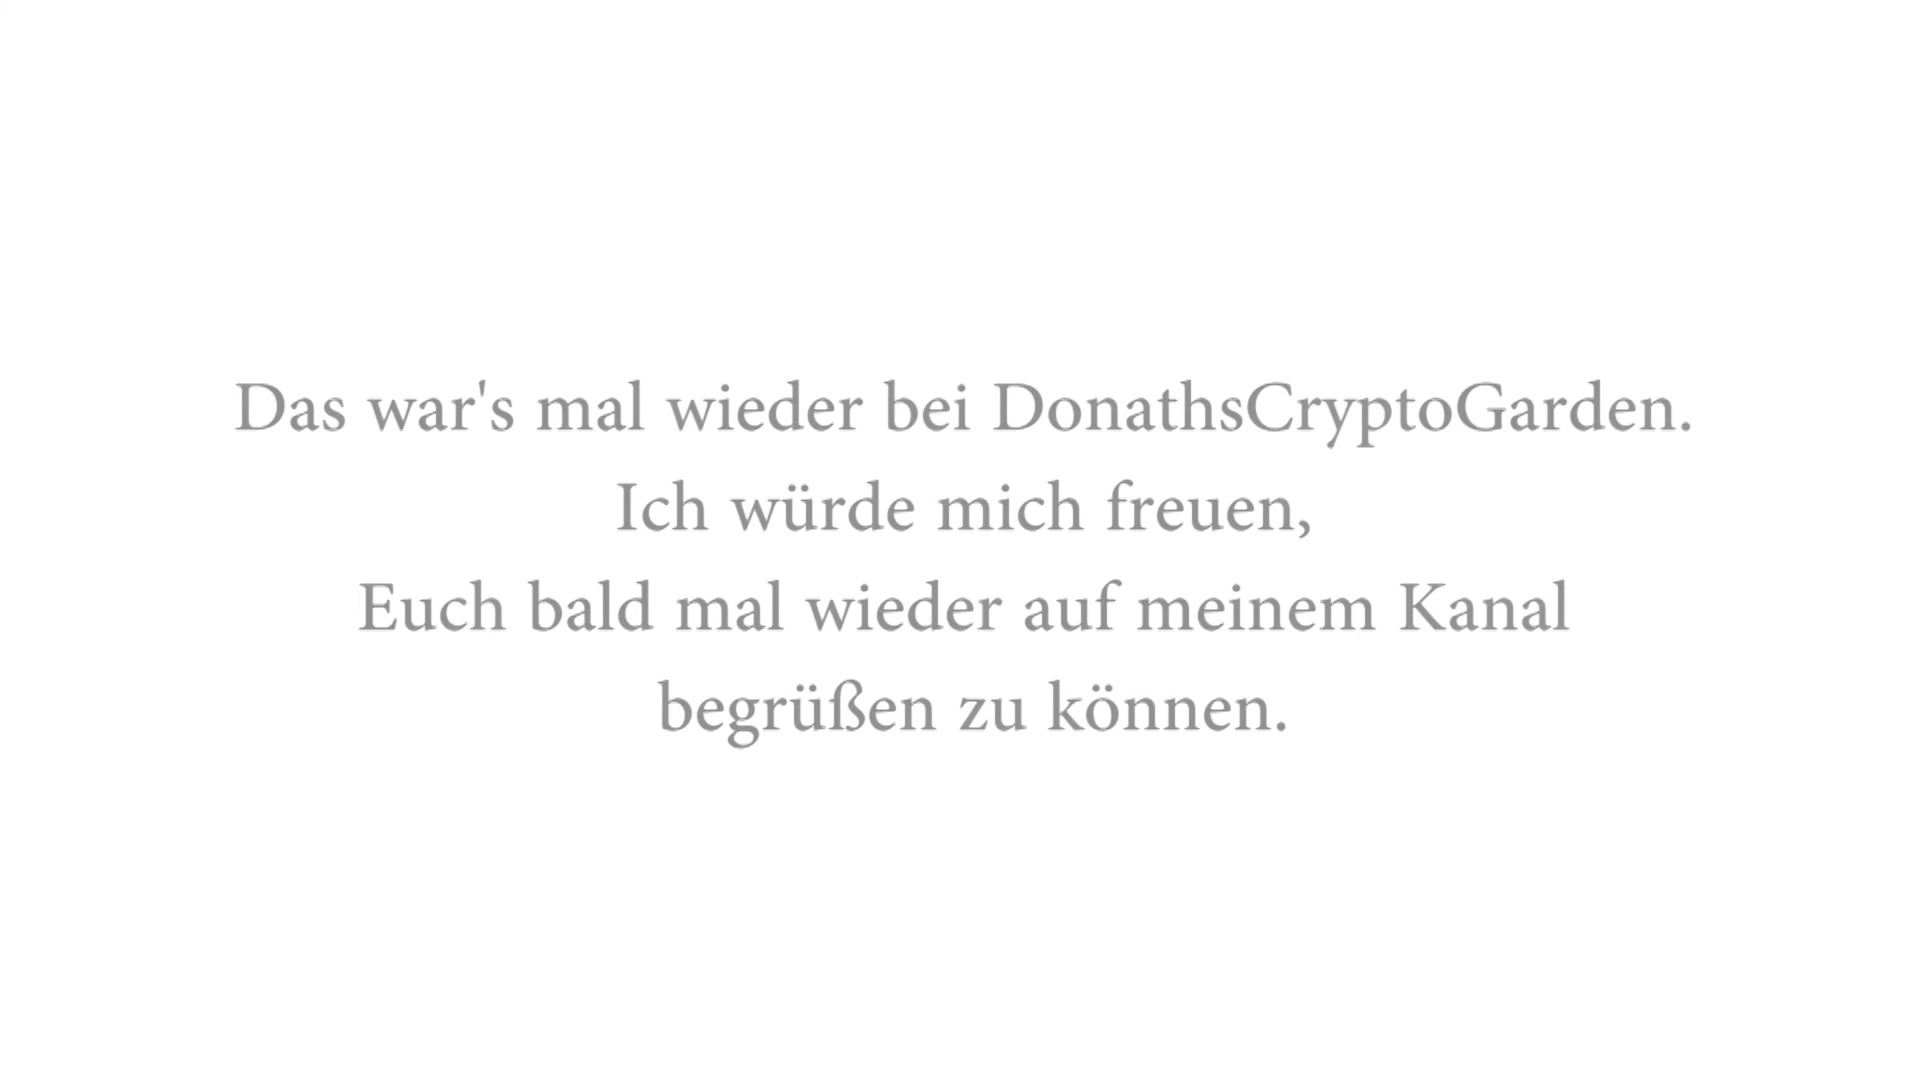 Das war's mal wieder bei DonathsCryptoGarden.
Ich würde mich freuen,
Euch bald mal wieder auf meinem Kanal
begrüßen zu können.